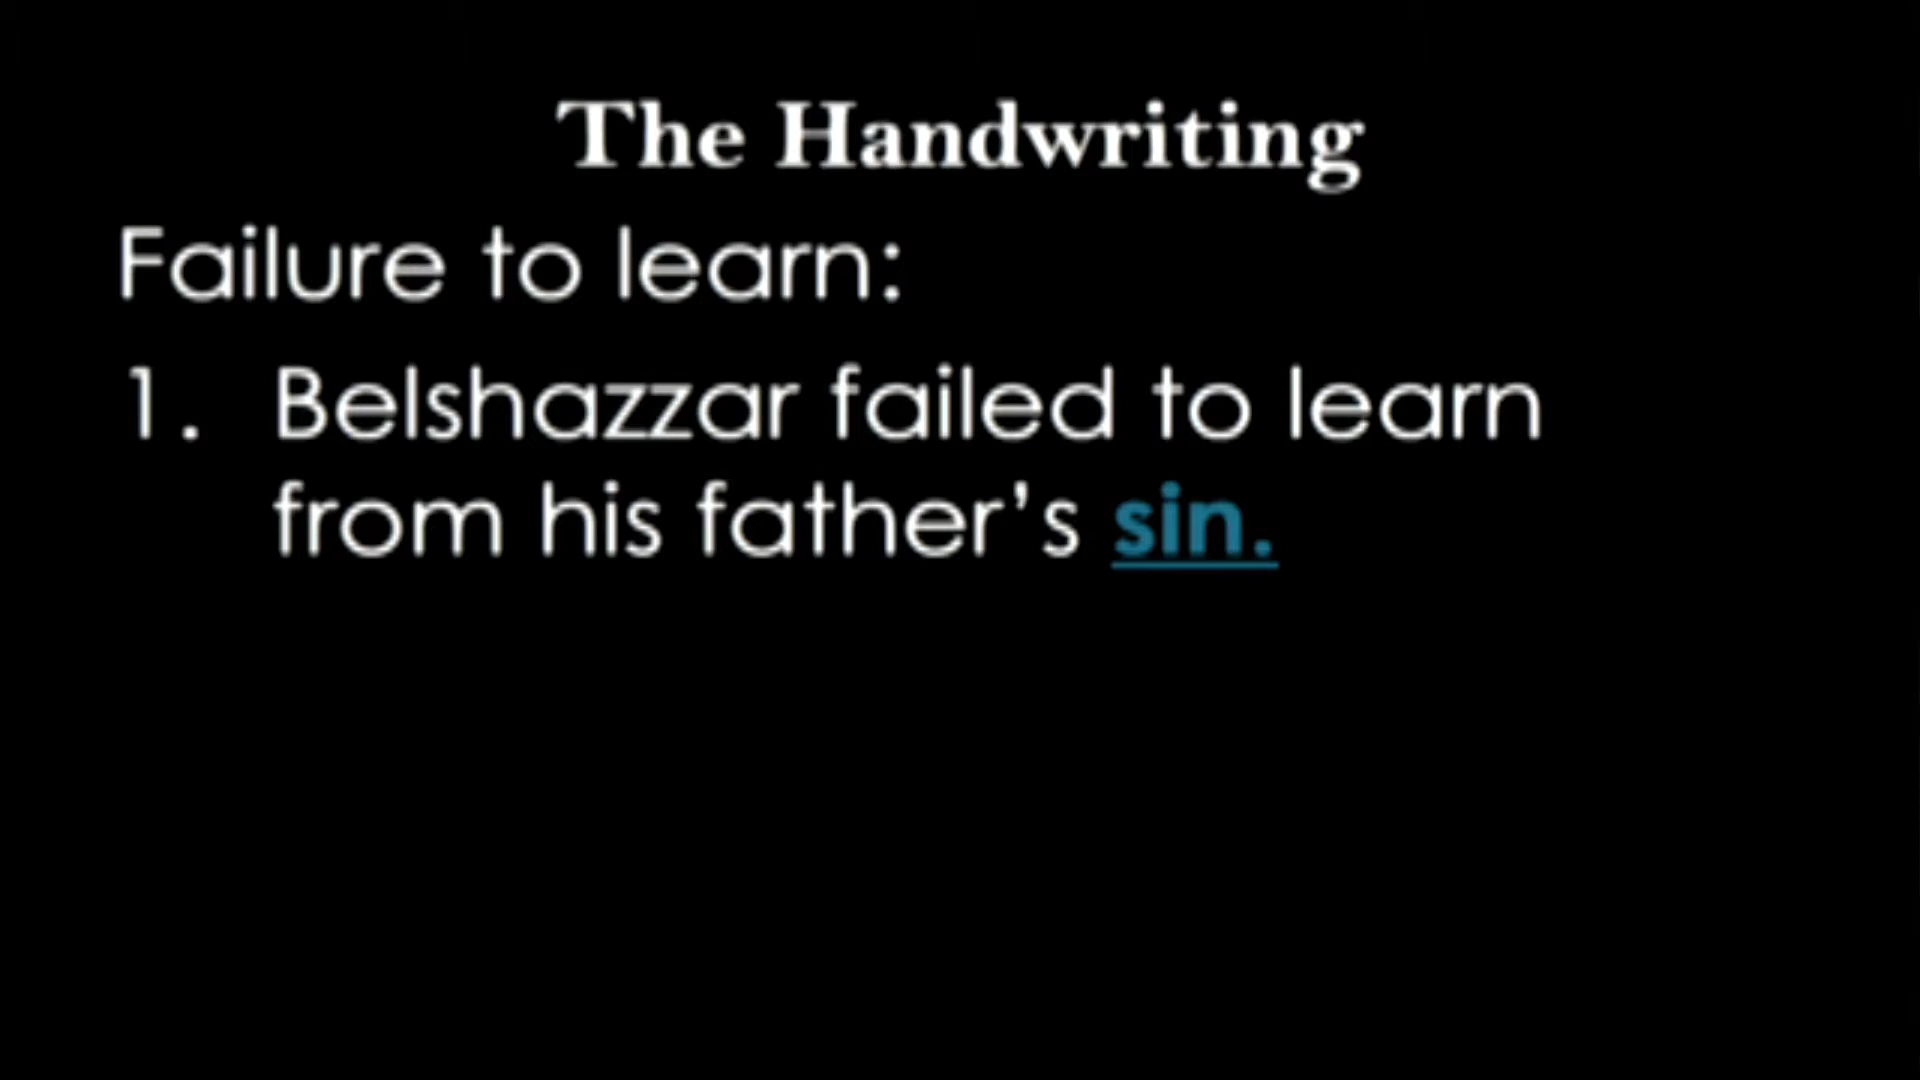 The Handwriting
Failure to learn:
1. Belshazzar failed to learn
from his father’s sin.